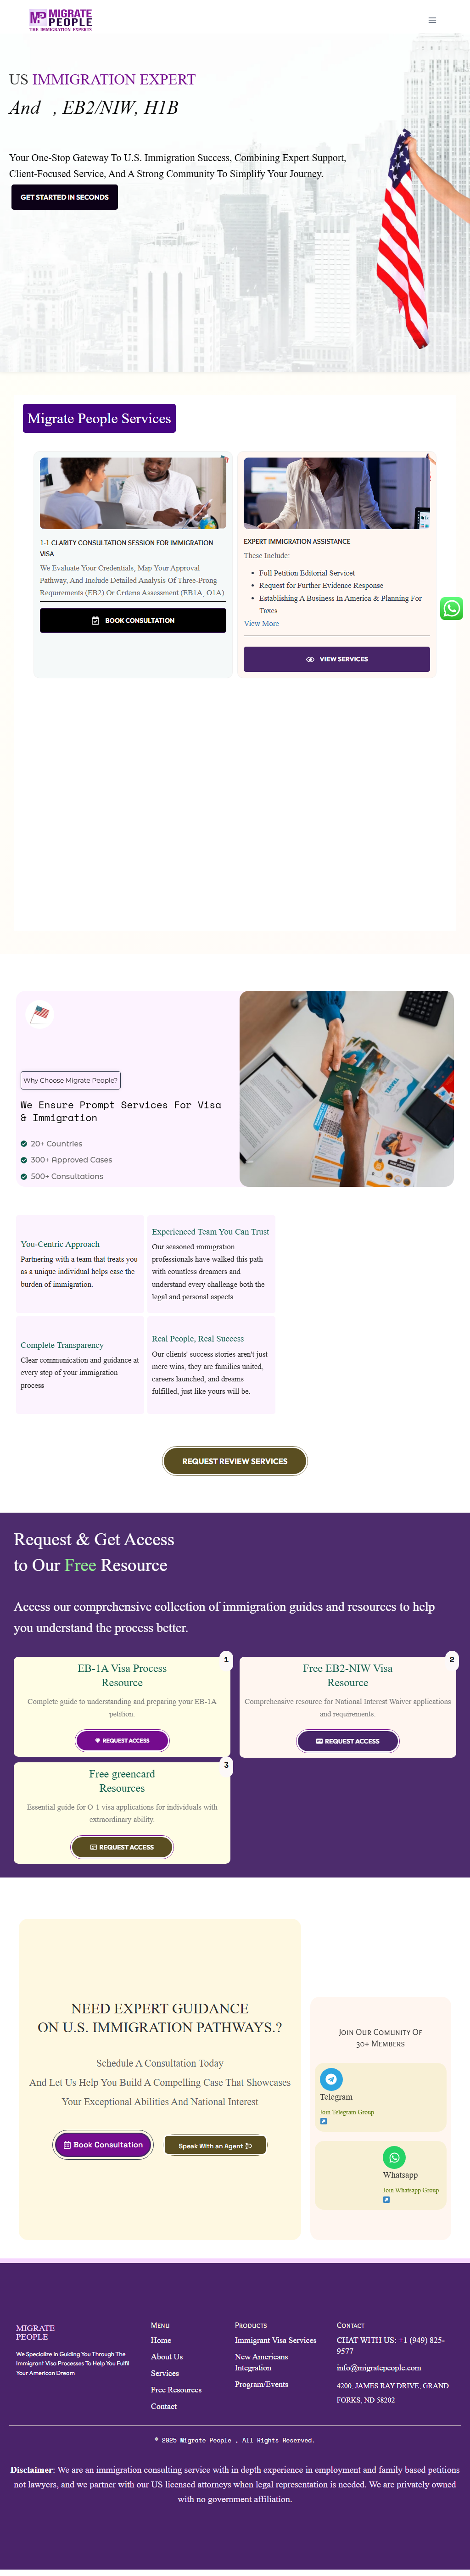 MIGRATE
PEOPLE
THE IMMIGRATION EXPERTS
US IMMIGRATION EXPERT
And , EB2/NIW, H1B
Your One-Stop Gateway To U.S. Immigration Success, Combining Expert Support,
Client-Focused Service, And A Strong Community To Simplify Your Journey.
GET STARTED IN SECONDS
Migrate People Services
1-1 CLARITY CONSULTATION SESSION FOR IMMIGRATION
VISA
We Evaluate Your Credentials, Map Your Approval
Pathway, And Include Detailed Analysis Of Three-Prong
Requirements (EB2) Or Criteria Assessment (EB1A, O1A)
BOOK CONSULTATION
EXPERT IMMIGRATION ASSISTANCE
These Include:
Full Petition Editorial Servicet
Request for Further Evidence Response
Establishing A Business In America & Planning For
Taxes
View More
VIEW SERVICES
Why Choose Migrate People?
We Ensure Prompt Services For Visa
& Immigration
20+ Countries
300+ Approved Cases
500+ Consultations
You-Centric Approach
Partnering with a team that treats you
as a unique individual helps ease the
burden of immigration.
Experienced Team You Can Trust
Our seasoned immigration
professionals have walked this path
with countless dreamers and
understand every challenge both the
legal and personal aspects.
Complete Transparency
Clear communication and guidance at
every step of your immigration
process
Real People, Real Success
Our clients' success stories aren't just
mere wins, they are families united,
careers launched, and dreams
fulfilled, just like yours will be.
REQUEST REVIEW SERVICES
Request & Get Access
to Our Free Resource
Access our comprehensive collection of immigration guides and resources to help
you understand the process better.
1
EB-1A Visa Process
Resource
Complete guide to understanding and preparing your EB-1A
petition.
REQUEST ACCESS
2
Free EB2-NIW Visa
Resource
Comprehensive resource for National Interest Waiver applications
and requirements.
REQUEST ACCESS
3
Free greencard
Resources
Essential guide for O-1 visa applications for individuals with
extraordinary ability.
REQUEST ACCESS
NEED EXPERT GUIDANCE
ON U.S. IMMIGRATION PATHWAYS.?
Schedule A Consultation Today
And Let Us Help You Build A Compelling Case That Showcases
Your Exceptional Abilities And National Interest
Book Consultation
Speak With an Agent
Join Our Comunity Of
30+ Members
Telegram
Join Telegram Group
Whatsapp
Join Whatsapp Group
MIGRATE
PEOPLE
We Specialize In Guiding You Through The
Immigrant Visa Processes To Help You Fulfil
Your American Dream
Menu
Home
About Us
Services
Free Resources
Contact
Products
Immigrant Visa Services
New Americans
Integration
Program/Events
Contact
CHAT WITH US: +1 (949) 825-
9577
info@migratepeople.com
4200, JAMES RAY DRIVE, GRAND
FORKS, ND 58202
© 2025 Migrate People , All Rights Reserved.
Disclaimer: We are an immigration consulting service with in depth experience in employment and family based petitions
not lawyers, and we partner with our US licensed attorneys when legal representation is needed. We are privately owned
with no government affiliation.